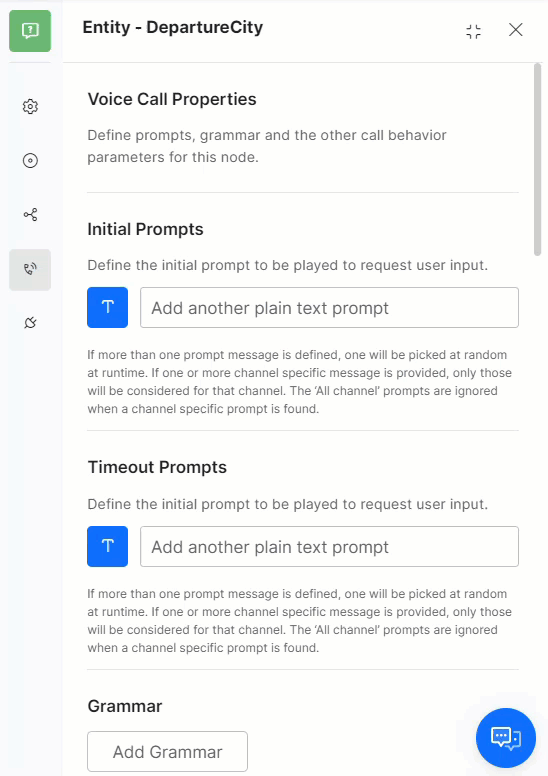 Entity - DepartureCity
Voice Call Properties
Define prompts, grammar and the other call behavior
parameters for this node.
Initial Prompts
Define the initial prompt to be played to request user input.
T
Add another plain text prompt
If more than one prompt message is defined, one will be picked at random
at runtime. If one or more channel specific message is provided, only those
will be considered for that channel. The ‘All channel’ prompts are ignored
when a channel specific prompt is found.
Timeout Prompts
Define the initial prompt to be played to request user input.
T
Add another plain text prompt
If more than one prompt message is defined, one will be picked at random
at runtime. If one or more channel specific message is provided, only those
will be considered for that channel. The ‘All channel’ prompts are ignored
when a channel specific prompt is found.
Grammar
Add Grammar